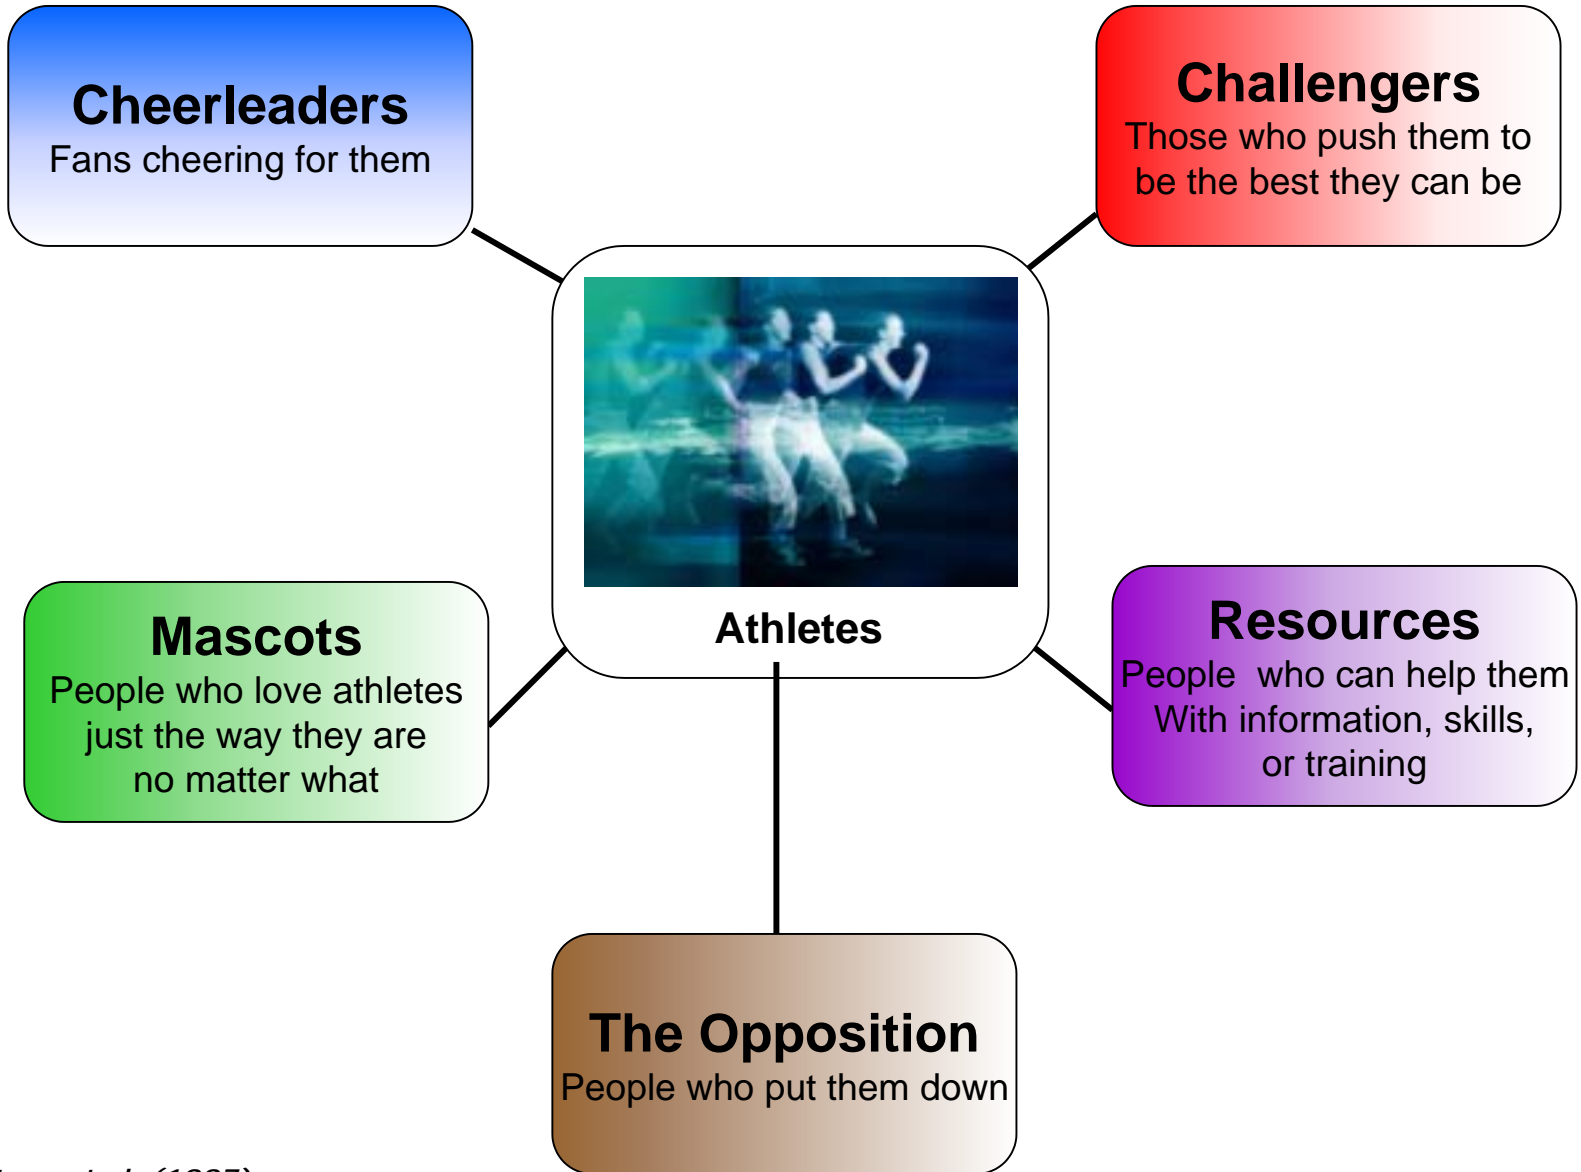 Cheerleaders
Fans cheering for them
Challengers
Those who push them to
be the best they can be
Athletes
Mascots
People who love athletes
just the way they are
no matter what
Resources
People  who can help them
With information, skills,
or training
The Opposition
People who put them down
(1997)